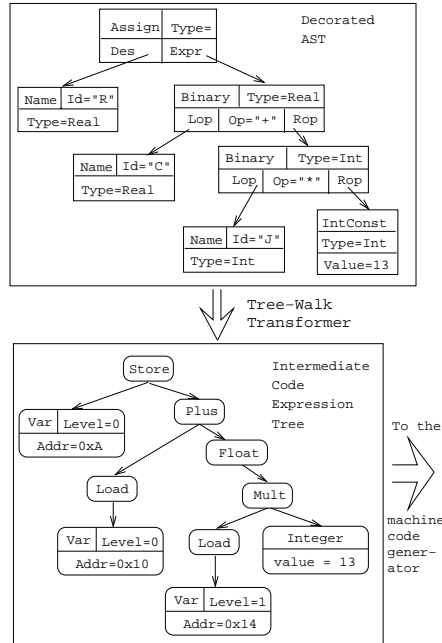 Assign Type=
Des Expr
Decorated
AST
Name Id="R"
Type=Real
Binary Type=Real
Lop Op="+" Rop
Name Id="C"
Type=Real
Binary Type=Int
Lop Op="*" Rop
Name Id="J"
Type=Int
IntConst
Type=Int
Value=13
Tree-Walk
Transformer
Store
Intermediate
Code
Expression
Tree
Var Level=0
Addr=0xA
Plus
Float
Load
Mult
Var Level=0
Addr=0x10
Load
Integer
value = 13
Var Level=1
Addr=0x14
To the
machine
code
gener-
ator